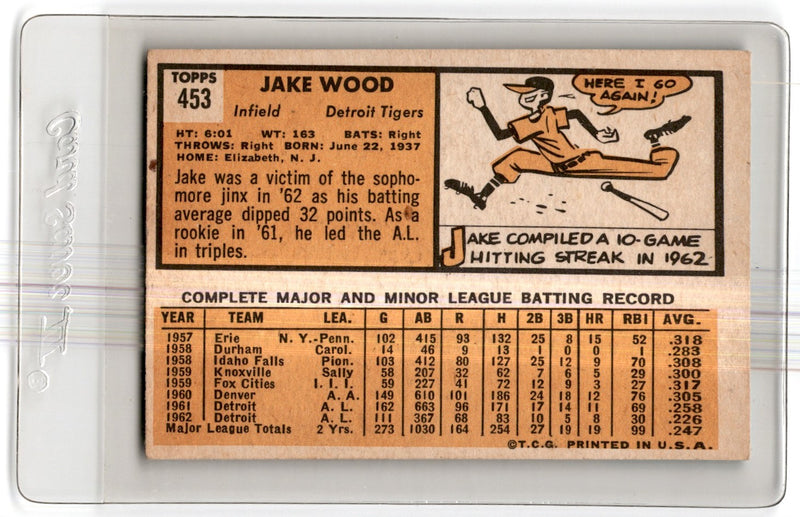 TOPPS
453
JAKE WOOD
Infield Detroit Tigers
HT: 6:01 WT: 163 BATS: Right
THROWS: Right BORN: June 22, 1937
HOME: Elizabeth, N. J.
Jake was a victim of the sopho-
more jinx in '62 as his batting
average dipped 32 points. As a
rookie in '61, he led the A.L.
in triples.
HERE I GO
AGAIN!
JAKE COMPILED A 10-GAME
HITTING STREAK IN 1962
COMPLETE MAJOR AND MINOR LEAGUE BATTING RECORD
YEAR TEAM LEA. G AB R H 2B 3B HR RBI AVG.
1957 Erie N. Y.-Penn. 102 415 93 132 25 8 15 52 .318
1958 Durham Carol. 14 46 9 13 1 0 0 1 .283
1958 Idaho Falls Pion. 103 412 80 127 25 12 9 70 .308
1959 Knoxville Sally 58 207 32 62 7 6 5 29 .300
1959 Fox Cities I. I. I. 59 227 41 72 12 9 3 27 .317
1960 Denver A. A. 149 610 101 186 24 18 12 76 .305
1961 Detroit A. L. 162 663 96 171 17 14 11 69 .258
1962 Detroit A. L. 111 367 68 83 10 5 8 30 .226
Major League Totals 2 Yrs. 273 1030 164 254 27 19 19 99 .247
©T.C.G. PRINTED IN U.S.A.